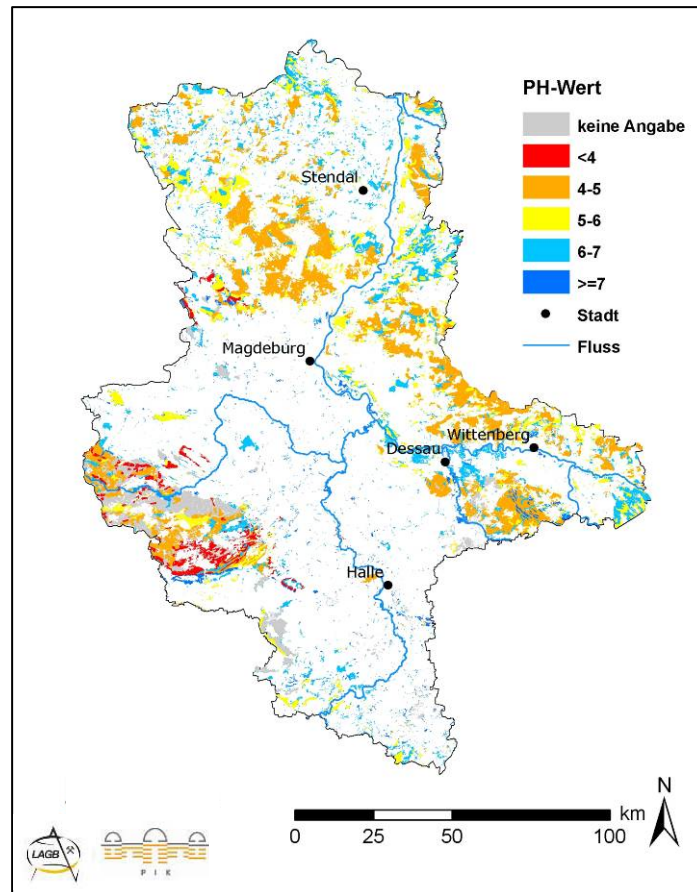 PH-Wert
keine Angabe
<4
4-5
5-6
6-7
>=7
Stadt
Fluss
Stendal
Magdeburg
Wittenberg
Dessau
Halle
N
km
0 25 50 100
LAGB
P I K